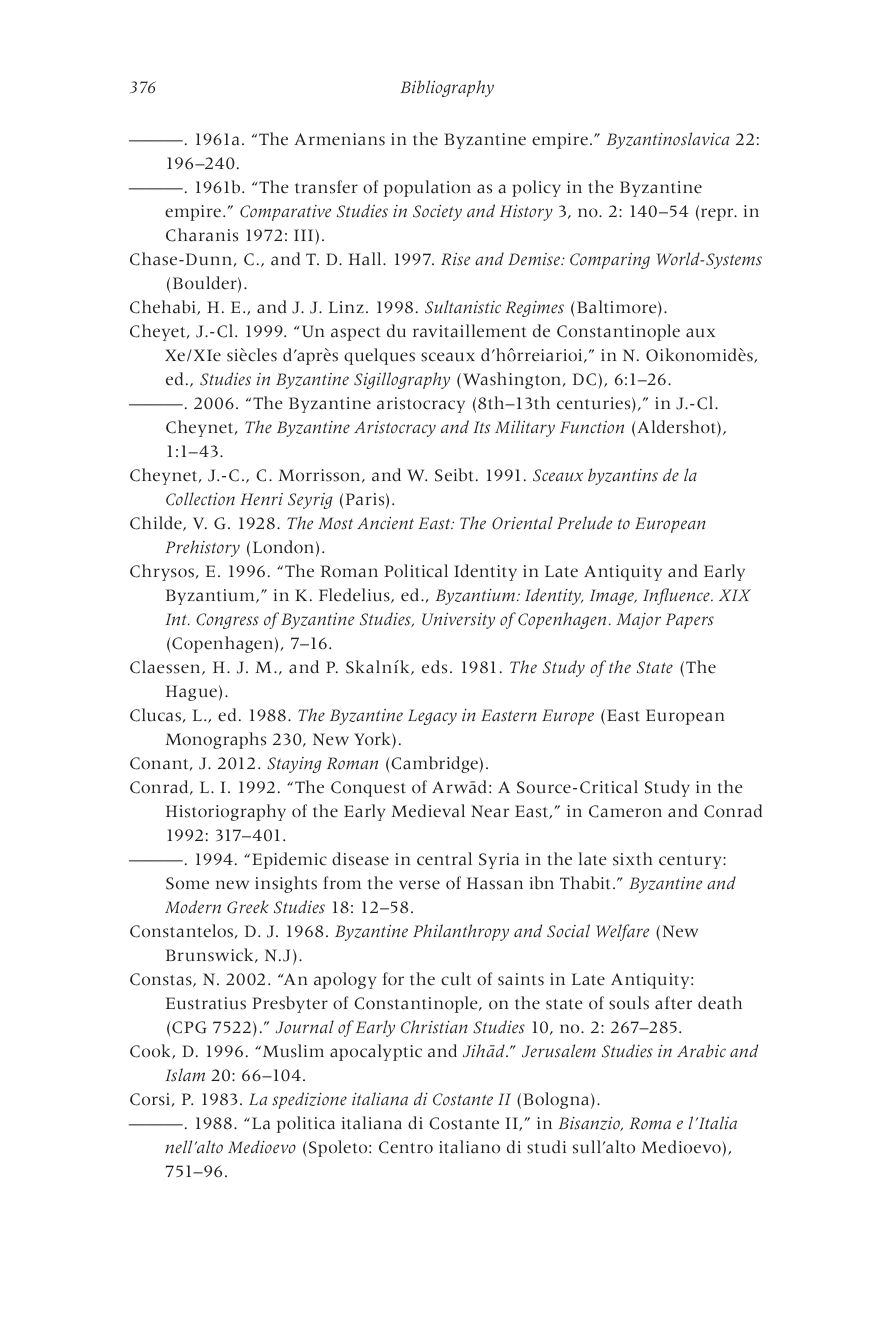 376 Bibliography
———. 1961a. “The Armenians in the Byzantine empire.” Byzantinoslavica 22:
196–240.
———. 1961b. “The transfer of population as a policy in the Byzantine
empire.” Comparative Studies in Society and History 3, no. 2: 140–54 (repr. in
Charanis 1972: III).
Chase-Dunn, C., and T. D. Hall. 1997. Rise and Demise: Comparing World-Systems
(Boulder).
Chehabi, H. E., and J. J. Linz. 1998. Sultanistic Regimes (Baltimore).
Cheyet, J.-Cl. 1999. “Un aspect du ravitaillement de Constantinople aux
Xe/XIe siècles d’après quelques sceaux d’hôrreiarioi,” in N. Oikonomidès,
ed., Studies in Byzantine Sigillography (Washington, DC), 6:1–26.
———. 2006. “The Byzantine aristocracy (8th–13th centuries),” in J.-Cl.
Cheynet, The Byzantine Aristocracy and Its Military Function (Aldershot),
1:1–43.
Cheynet, J.-C., C. Morrisson, and W. Seibt. 1991. Sceaux byzantins de la
Collection Henri Seyrig (Paris).
Childe, V. G. 1928. The Most Ancient East: The Oriental Prelude to European
Prehistory (London).
Chrysos, E. 1996. “The Roman Political Identity in Late Antiquity and Early
Byzantium,” in K. Fledelius, ed., Byzantium: Identity, Image, Influence. XIX
Int. Congress of Byzantine Studies, University of Copenhagen. Major Papers
(Copenhagen), 7–16.
Claessen, H. J. M., and P. Skalník, eds. 1981. The Study of the State (The
Hague).
Clucas, L., ed. 1988. The Byzantine Legacy in Eastern Europe (East European
Monographs 230, New York).
Conant, J. 2012. Staying Roman (Cambridge).
Conrad, L. I. 1992. “The Conquest of Arwād: A Source-Critical Study in the
Historiography of the Early Medieval Near East,” in Cameron and Conrad
1992: 317–401.
———. 1994. “Epidemic disease in central Syria in the late sixth century:
Some new insights from the verse of Hassan ibn Thabit.” Byzantine and
Modern Greek Studies 18: 12–58.
Constantelos, D. J. 1968. Byzantine Philanthropy and Social Welfare (New
Brunswick, N.J).
Constas, N. 2002. “An apology for the cult of saints in Late Antiquity:
Eustratius Presbyter of Constantinople, on the state of souls after death
(CPG 7522).” Journal of Early Christian Studies 10, no. 2: 267–285.
Cook, D. 1996. “Muslim apocalyptic and Jihād.” Jerusalem Studies in Arabic and
Islam 20: 66–104.
Corsi, P. 1983. La spedizione italiana di Costante II (Bologna).
———. 1988. “La politica italiana di Costante II,” in Bisanzio, Roma e l’Italia
nell’alto Medioevo (Spoleto: Centro italiano di studi sull’alto Medioevo),
751–96.